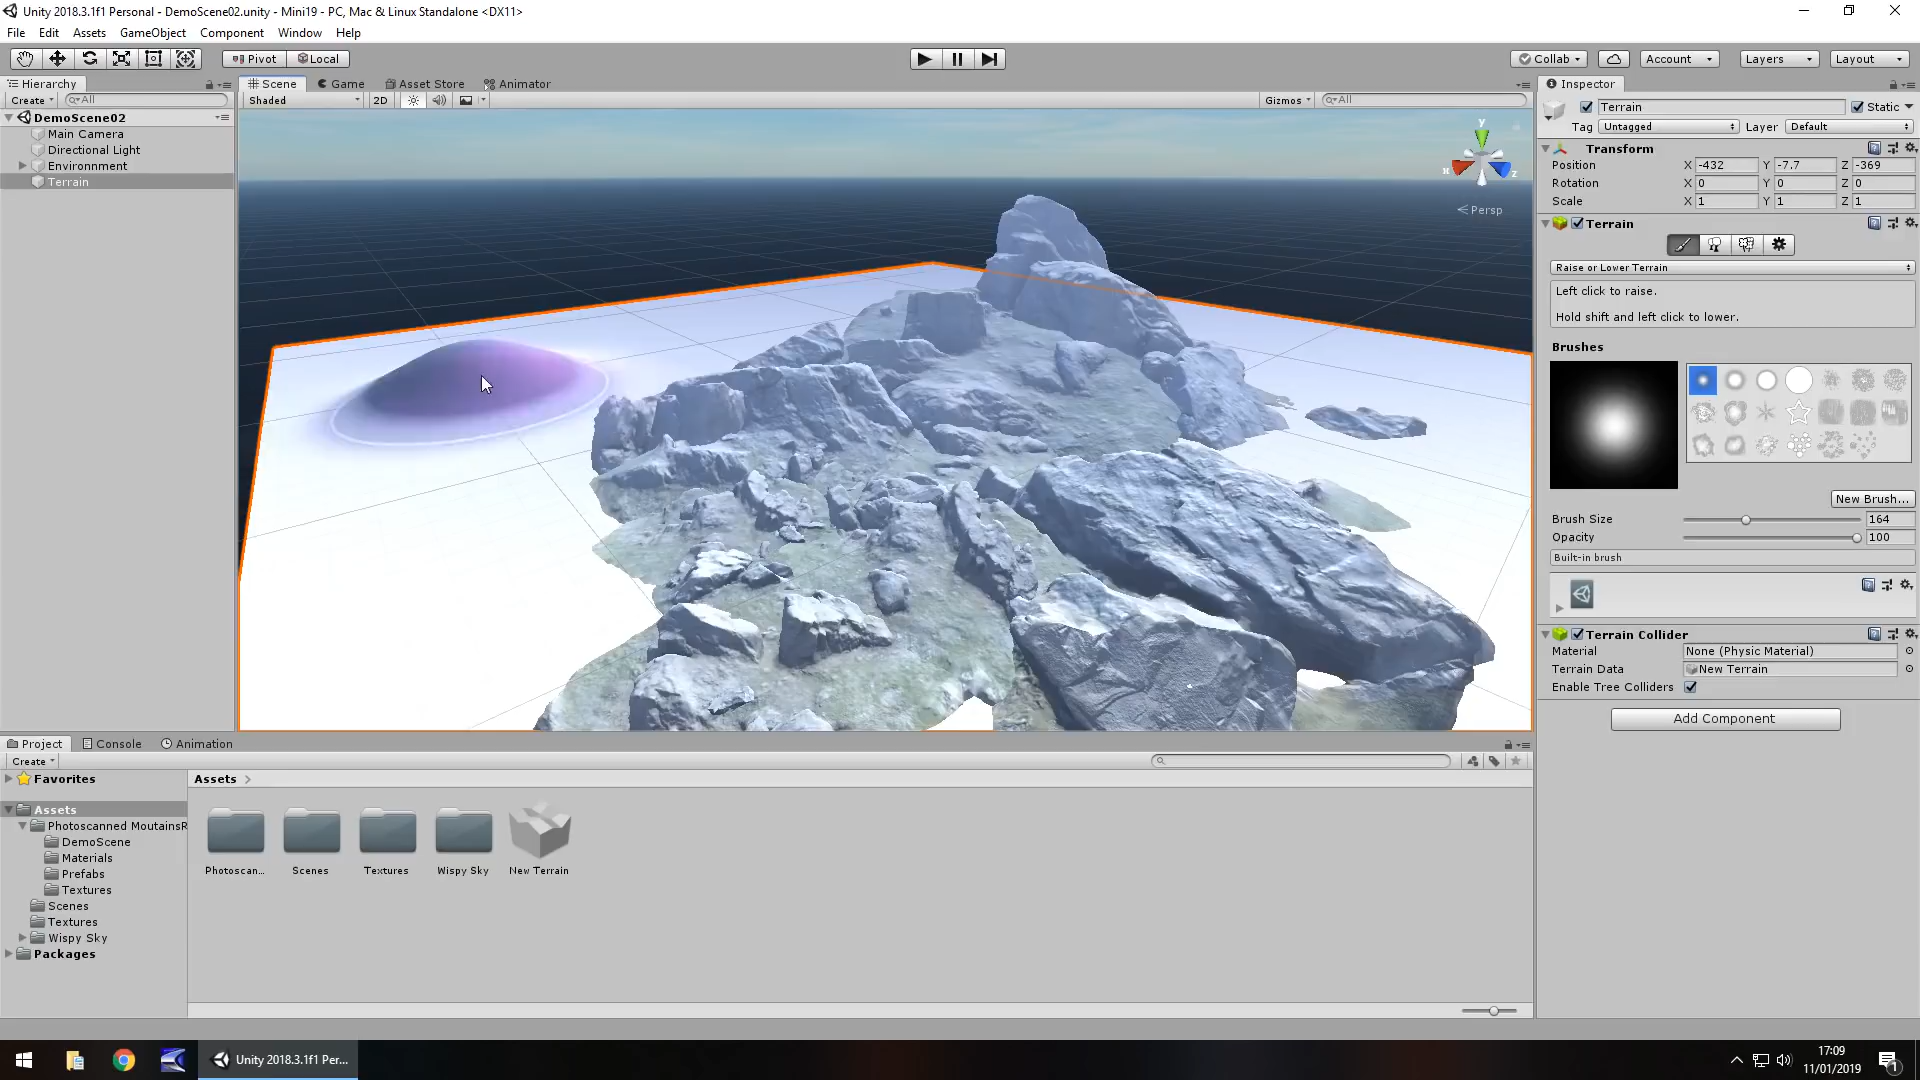 Unity 2018.3.1f1 Personal - DemoScene02.unity - Mini19 - PC, Mac & Linux Standalone <DX11>
File Edit Assets GameObject Component Window Help
Pivot Local Collab Account Layers Layout
Hierarchy
Create All
DemoScene02
Main Camera
Directional Light
Environnment
Terrain
Scene Game Asset Store Animator
Shaded 2D Gizmos All
y
x
z
Persp
Inspector
Terrain Static
Tag Untagged Layer Default
Transform
Position X -432 Y -7.7 Z -369
Rotation X 0 Y 0 Z 0
Scale X 1 Y 1 Z 1
Terrain
Raise or Lower Terrain
Left click to raise.
Hold shift and left click to lower.
Brushes
New Brush...
Brush Size 164
Opacity 100
Built-in brush
Terrain Collider
Material None (Physic Material)
Terrain Data New Terrain
Enable Tree Colliders
Add Component
Project Console Animation
Create
Favorites
Assets
Photoscanned MoutainsR
DemoScene
Materials
Prefabs
Textures
Scenes
Textures
Wispy Sky
Packages
Assets
Photoscan...
Scenes
Textures
Wispy Sky
New Terrain
Unity 2018.3.1f1 Per...
17:09
11/01/2019
1